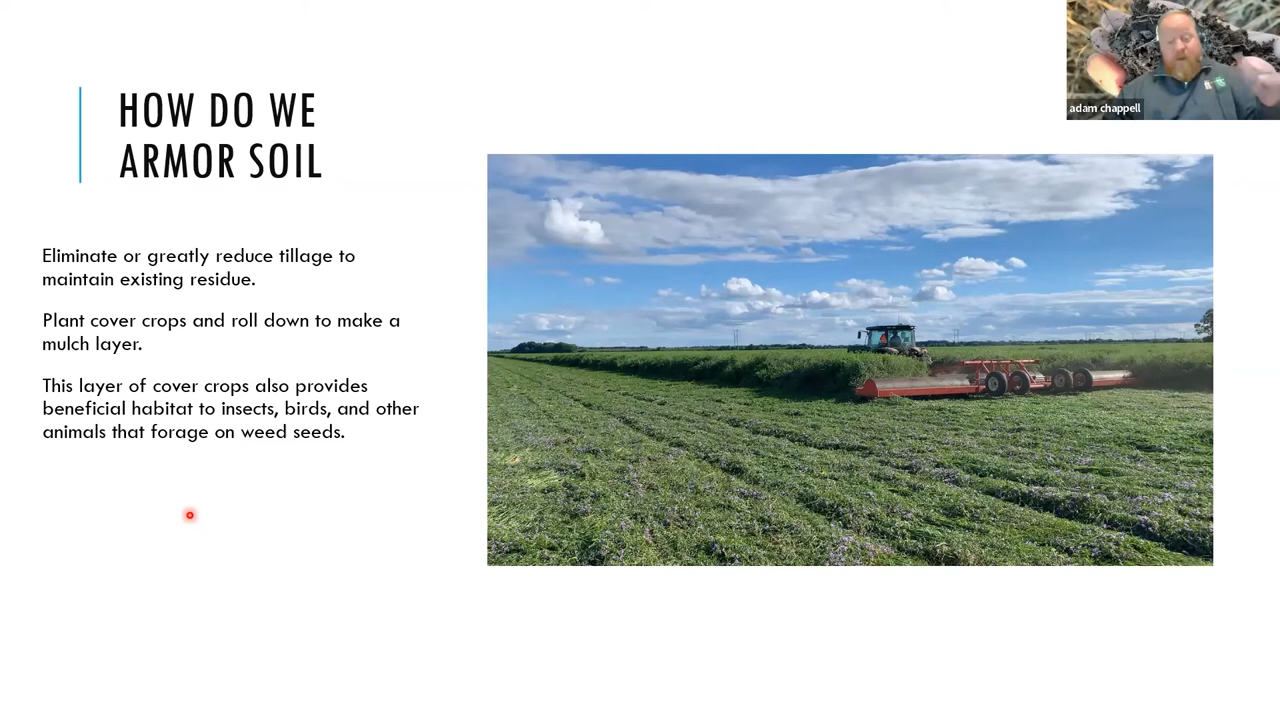 HOW DO WE
ARMOR SOIL
Eliminate or greatly reduce tillage to
maintain existing residue.
Plant cover crops and roll down to make a
mulch layer.
This layer of cover crops also provides
beneficial habitat to insects, birds, and other
animals that forage on weed seeds.
adam chappell